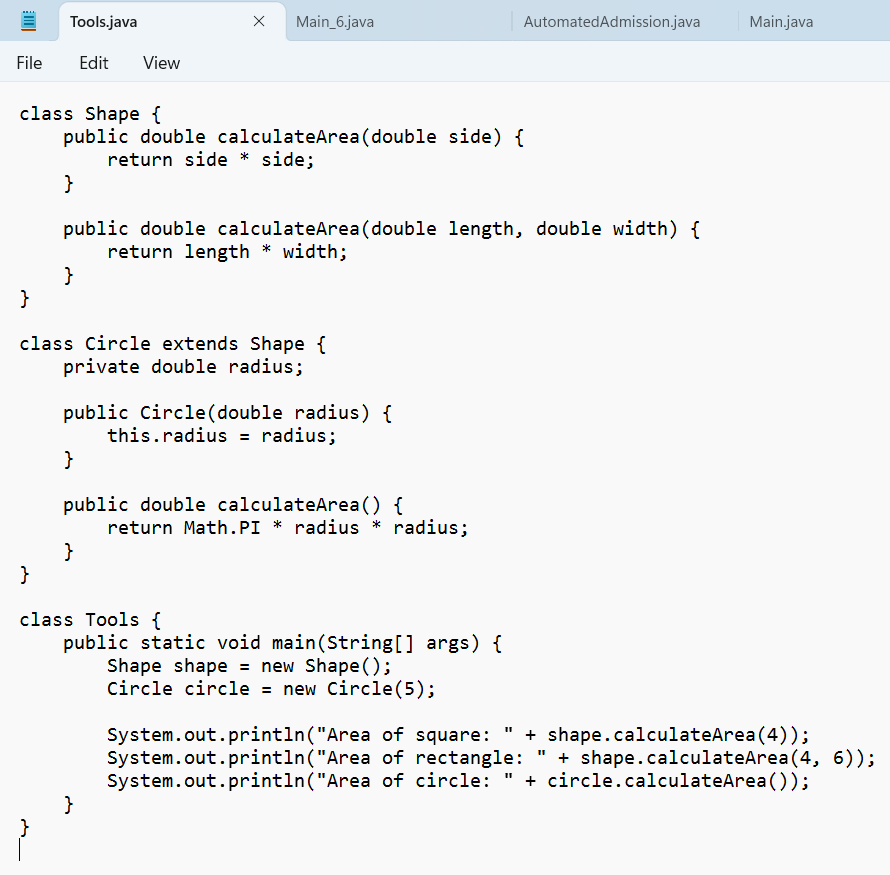 Tools.java
Main_6.java
AutomatedAdmission.java
Main.java
File
Edit
View
class Shape {
    public double calculateArea(double side) {
        return side * side;
    }

    public double calculateArea(double length, double width) {
        return length * width;
    }
}

class Circle extends Shape {
    private double radius;

    public Circle(double radius) {
        this.radius = radius;
    }

    public double calculateArea() {
        return Math.PI * radius * radius;
    }
}

class Tools {
    public static void main(String[] args) {
        Shape shape = new Shape();
        Circle circle = new Circle(5);

        System.out.println("Area of square: " + shape.calculateArea(4));
        System.out.println("Area of rectangle: " + shape.calculateArea(4, 6));
        System.out.println("Area of circle: " + circle.calculateArea());
    }
}